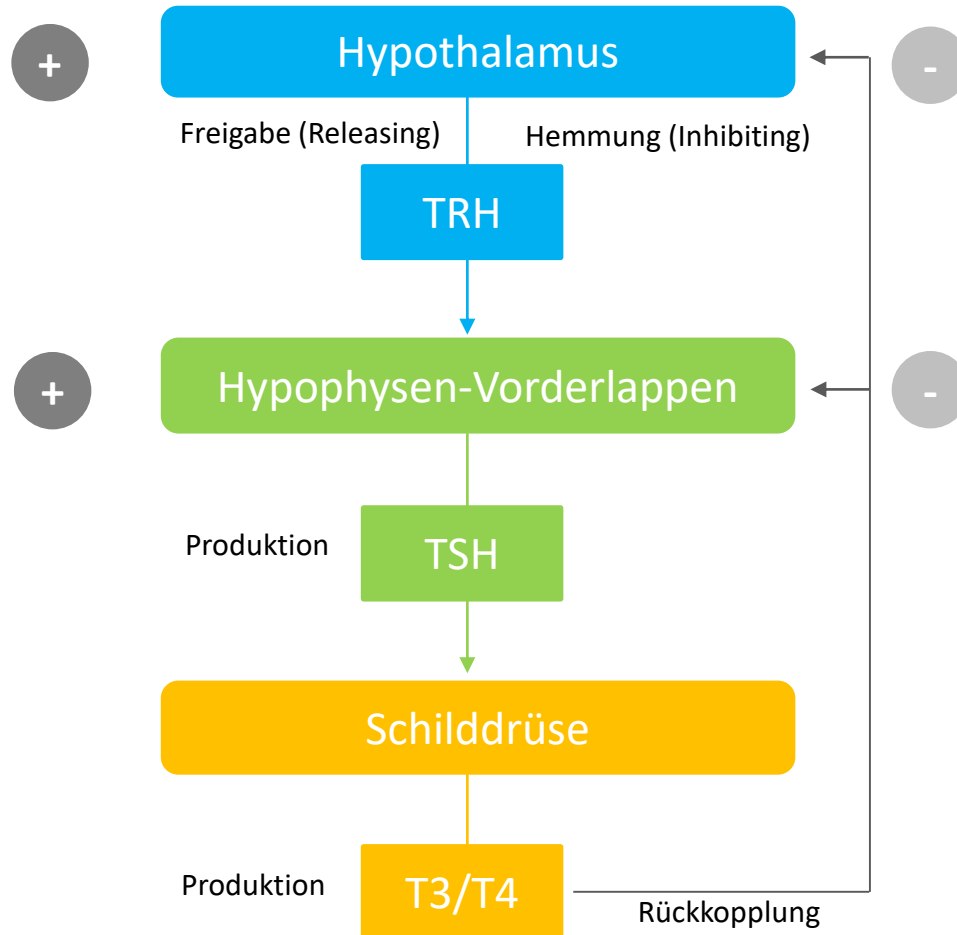 +
Hypothalamus
-
Freigabe (Releasing)
Hemmung (Inhibiting)
TRH
+
Hypophysen-Vorderlappen
-
Produktion
TSH
Schilddrüse
Produktion
T3/T4
Rückkopplung